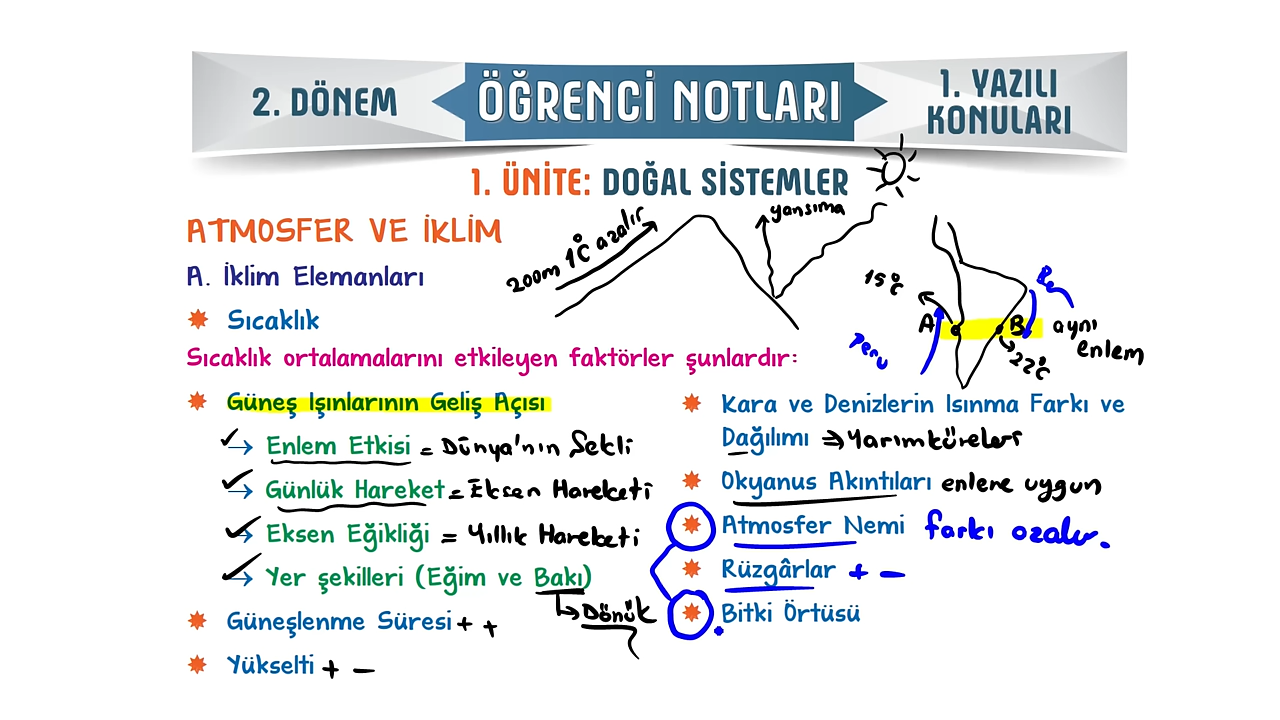 2. DÖNEM
ÖĞRENCİ NOTLARI
1. YAZILI
KONULARI
1. ÜNİTE: DOĞAL SİSTEMLER
ATMOSFER VE İKLİM
200m 1°C azalır
yansıma
A. İklim Elemanları
15°C
A
B
aynı
enlem
22°C
Peru
Sıcaklık
Sıcaklık ortalamalarını etkileyen faktörler şunlardır:
Güneş Işınlarının Geliş Açısı
→ Enlem Etkisi = Dünya'nın Şekli
→ Günlük Hareket = Eksen Hareketi
→ Eksen Eğikliği = Yıllık Hareketi
→ Yer şekilleri (Eğim ve Bakı)
→ Dönük
Güneşlenme Süresi + +
Yükselti + -
Kara ve Denizlerin Isınma Farkı ve
Dağılımı ⇒ Yarımküreleri
Okyanus Akıntıları enlene uygun
Atmosfer Nemi farkı azalır.
Rüzgârlar + -
Bitki Örtüsü